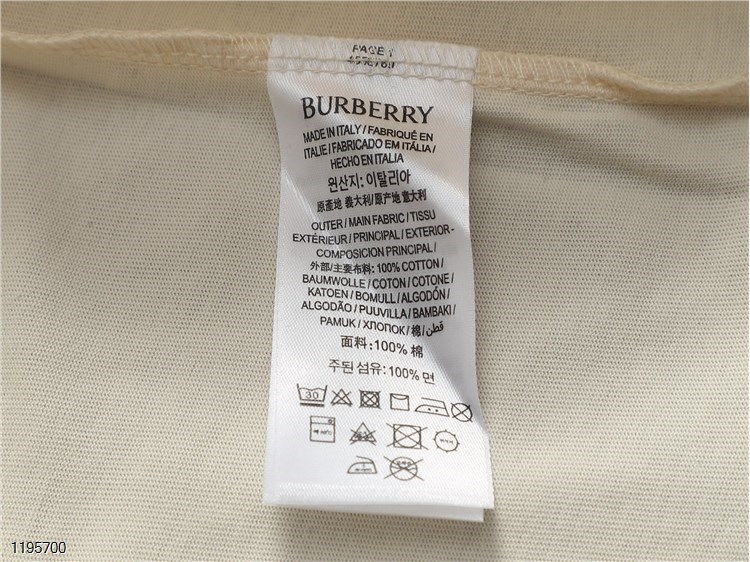 PAGE 1
BURBERRY
MADE IN ITALY / FABRIQUÉ EN
ITALIE / FABRICADO EM ITÁLIA /
HECHO EN ITALIA
원산지: 이탈리아
原產地 義大利/原产地 意大利
OUTER / MAIN FABRIC / TISSU
EXTÉRIEUR / PRINCIPAL / EXTERIOR -
COMPOSICION PRINCIPAL /
外部/主要布料: 100% COTTON /
BAUMWOLLE / COTON / COTONE /
KATOEN / BOMULL / ALGODÓN /
ALGODÃO / PUUVILLA / BAMBAKI /
PAMUK / ХЛОПОК / 棉 / قطن
面料:100% 棉
주된 섬유: 100% 면
30
1195700